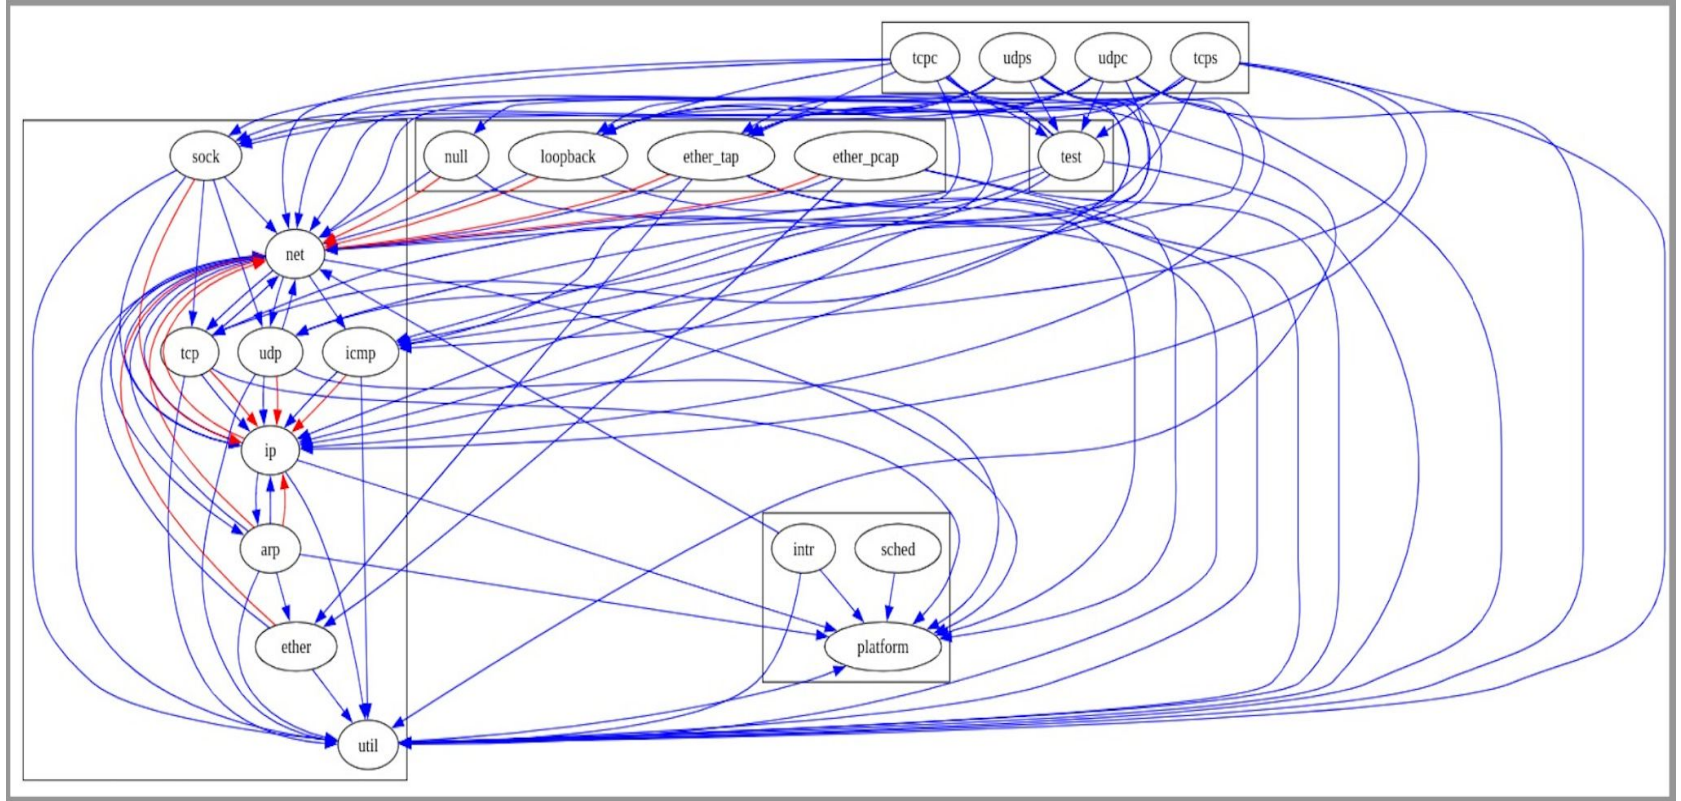 tcpc udps udpc tcps
sock null loopback ether_tap ether_pcap test
net
tcp udp icmp
ip
arp intr sched
ether platform
util